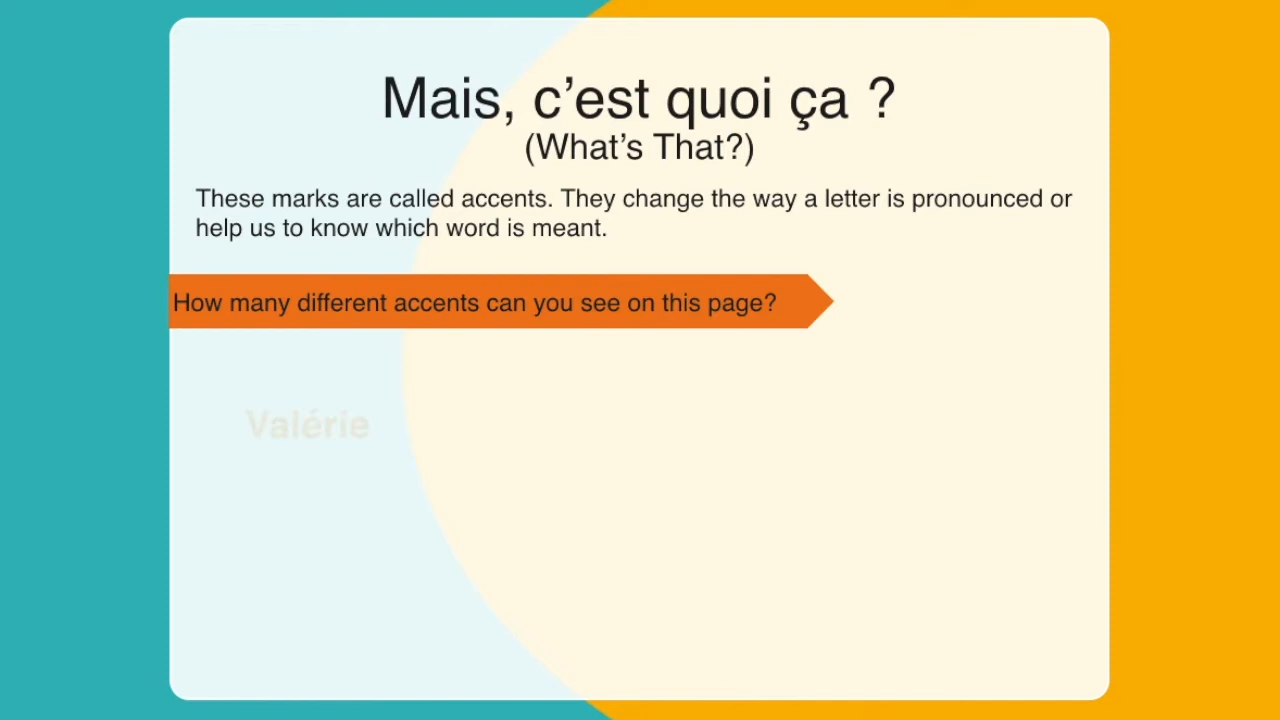 Mais, c’est quoi ça ?
(What’s That?)
These marks are called accents. They change the way a letter is pronounced or
help us to know which word is meant.
How many different accents can you see on this page?
Valérie